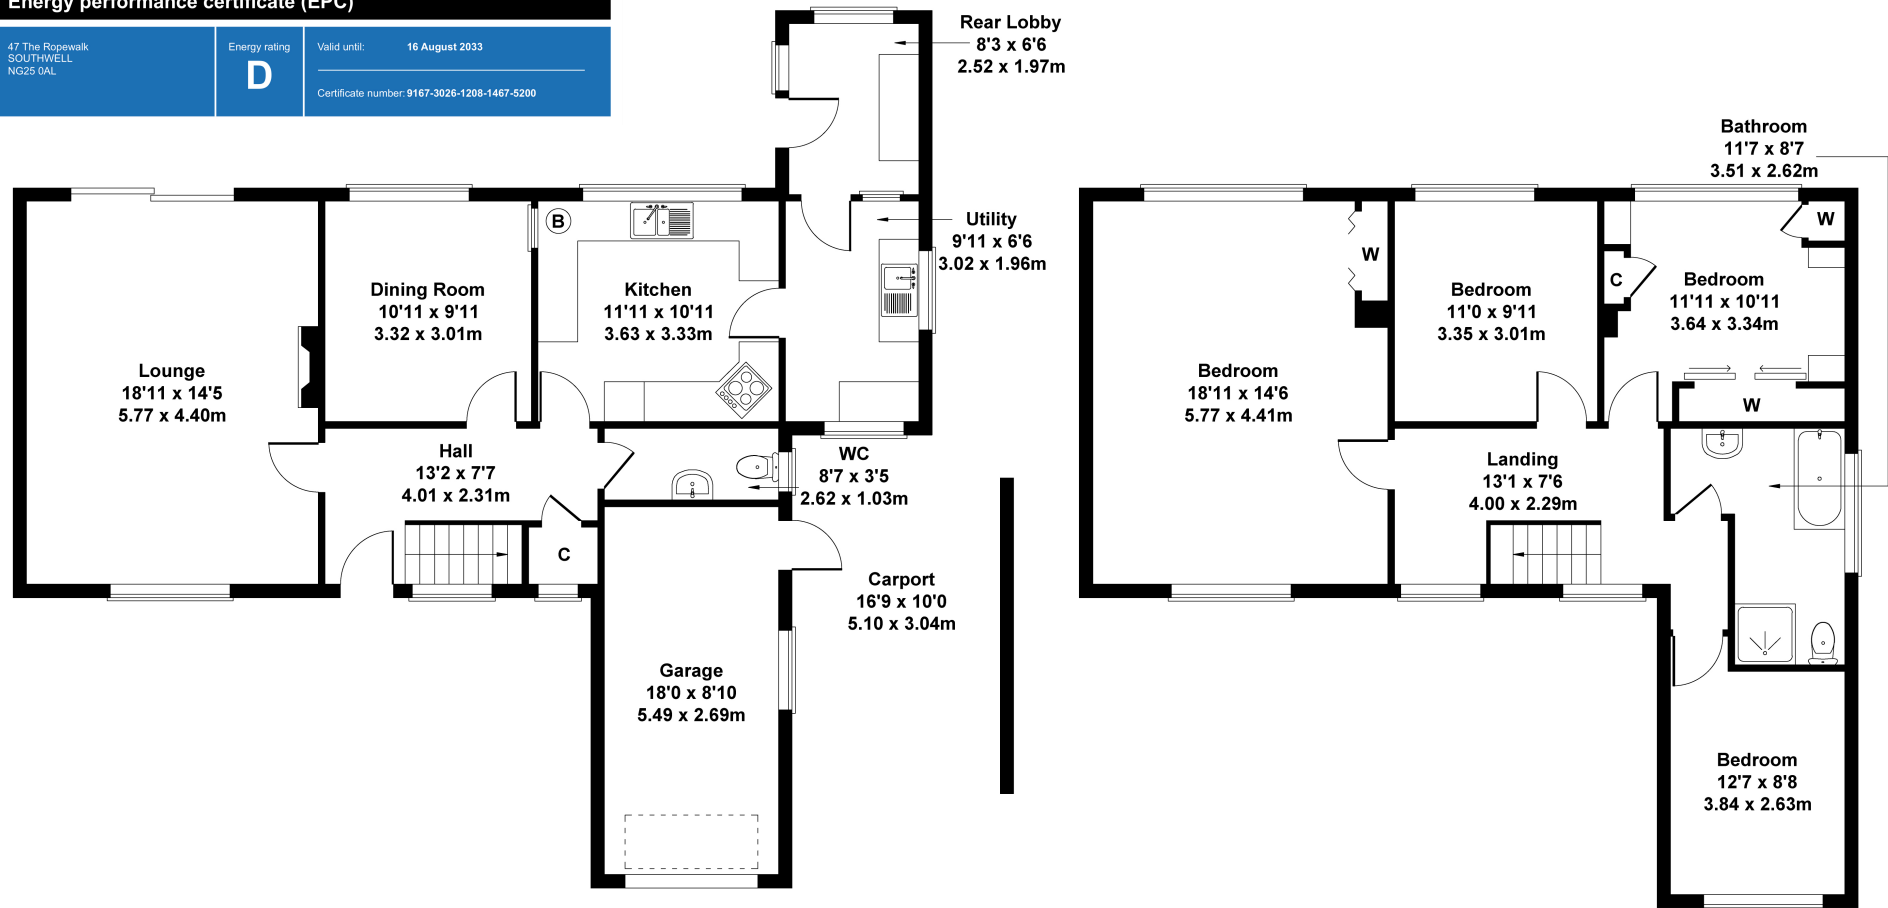 Energy performance certificate (EPC)
47 The Ropewalk
SOUTHWELL
NG25 0AL
Energy rating
D
Valid until: 16 August 2033
Certificate number: 9167-3026-1208-1467-5200
Rear Lobby
8'3 x 6'6
2.52 x 1.97m
Utility
9'11 x 6'6
3.02 x 1.96m
B
Dining Room
10'11 x 9'11
3.32 x 3.01m
Kitchen
11'11 x 10'11
3.63 x 3.33m
Lounge
18'11 x 14'5
5.77 x 4.40m
Hall
13'2 x 7'7
4.01 x 2.31m
WC
8'7 x 3'5
2.62 x 1.03m
C
Carport
16'9 x 10'0
5.10 x 3.04m
Garage
18'0 x 8'10
5.49 x 2.69m
Bathroom
11'7 x 8'7
3.51 x 2.62m
W
W
C
Bedroom
11'0 x 9'11
3.35 x 3.01m
Bedroom
11'11 x 10'11
3.64 x 3.34m
Bedroom
18'11 x 14'6
5.77 x 4.41m
W
Landing
13'1 x 7'6
4.00 x 2.29m
Bedroom
12'7 x 8'8
3.84 x 2.63m